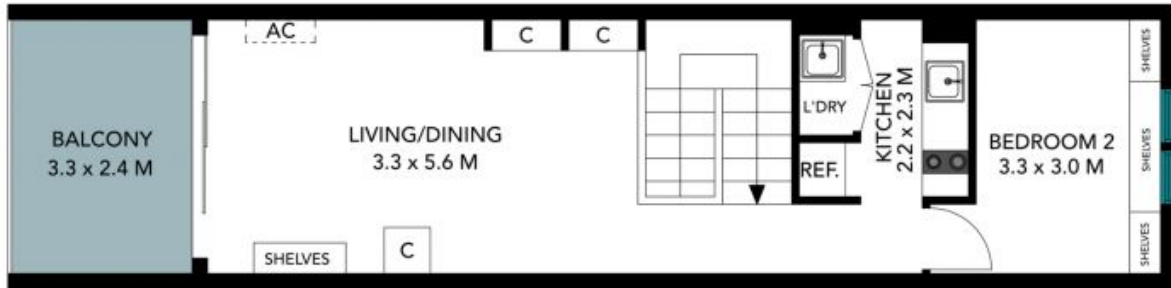 BALCONY
3.3 x 2.4 M
AC
LIVING/DINING
3.3 x 5.6 M
SHELVES
C
C
C
L'DRY
REF.
KITCHEN
2.2 x 2.3 M
BEDROOM 2
3.3 x 3.0 M
SHELVES
SHELVES
SHELVES